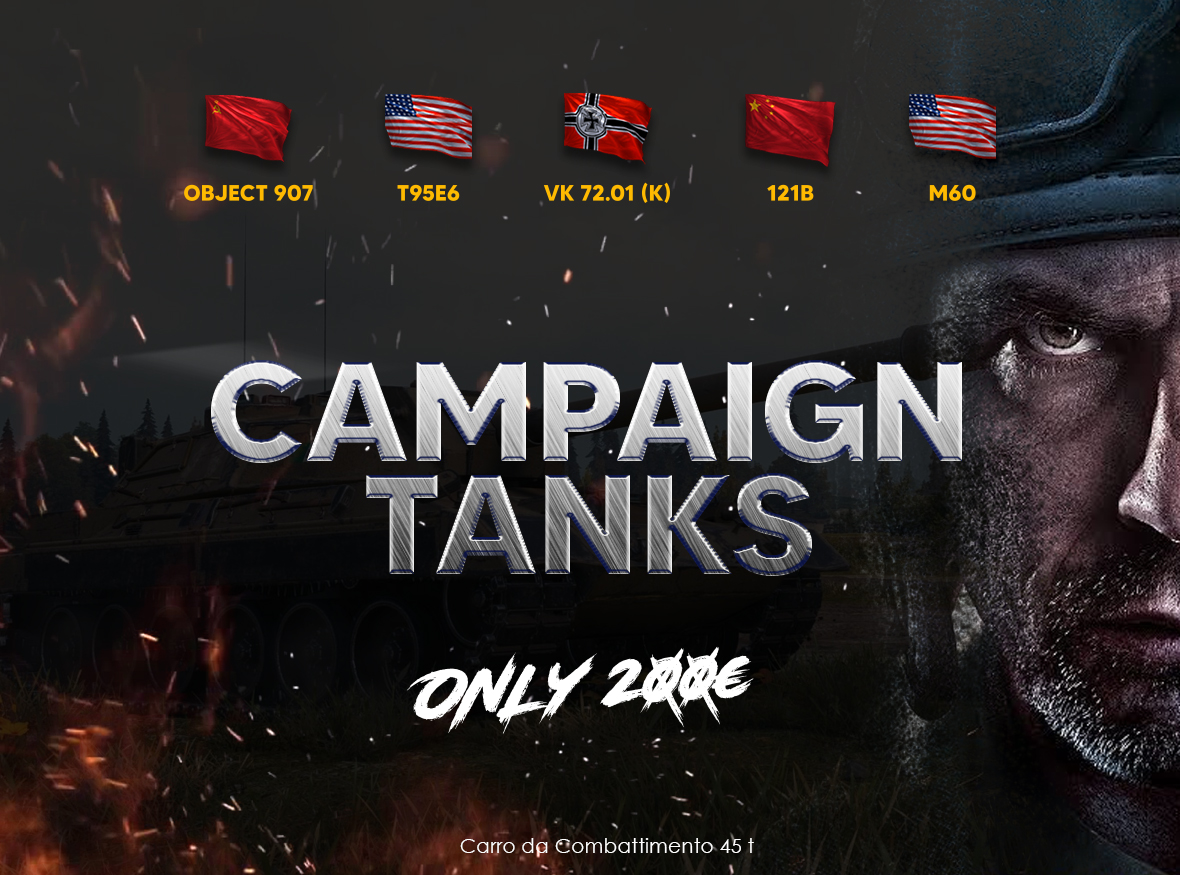 OBJECT 907 T95E6 VK 72.01 (K) 121B M60
CAMPAIGN
TANKS
ONLY 200€
Carro da Combattimento 45 t